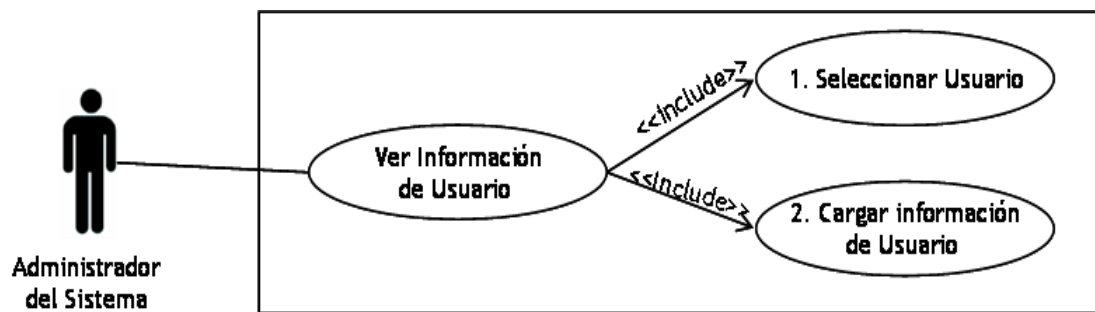 Administrador
del Sistema
Ver Información
de Usuario
<<Include>>
1. Seleccionar Usuario
<<Include>>
2. Cargar información
de Usuario